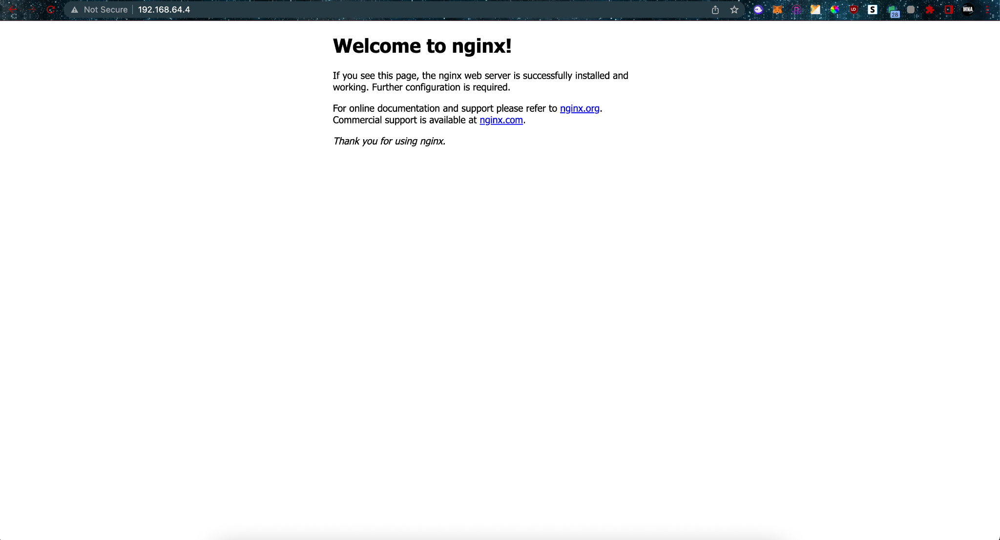 Not Secure 192.168.64.4
S
28
MNA
Welcome to nginx!
If you see this page, the nginx web server is successfully installed and
working. Further configuration is required.
For online documentation and support please refer to nginx.org.
Commercial support is available at nginx.com.
Thank you for using nginx.